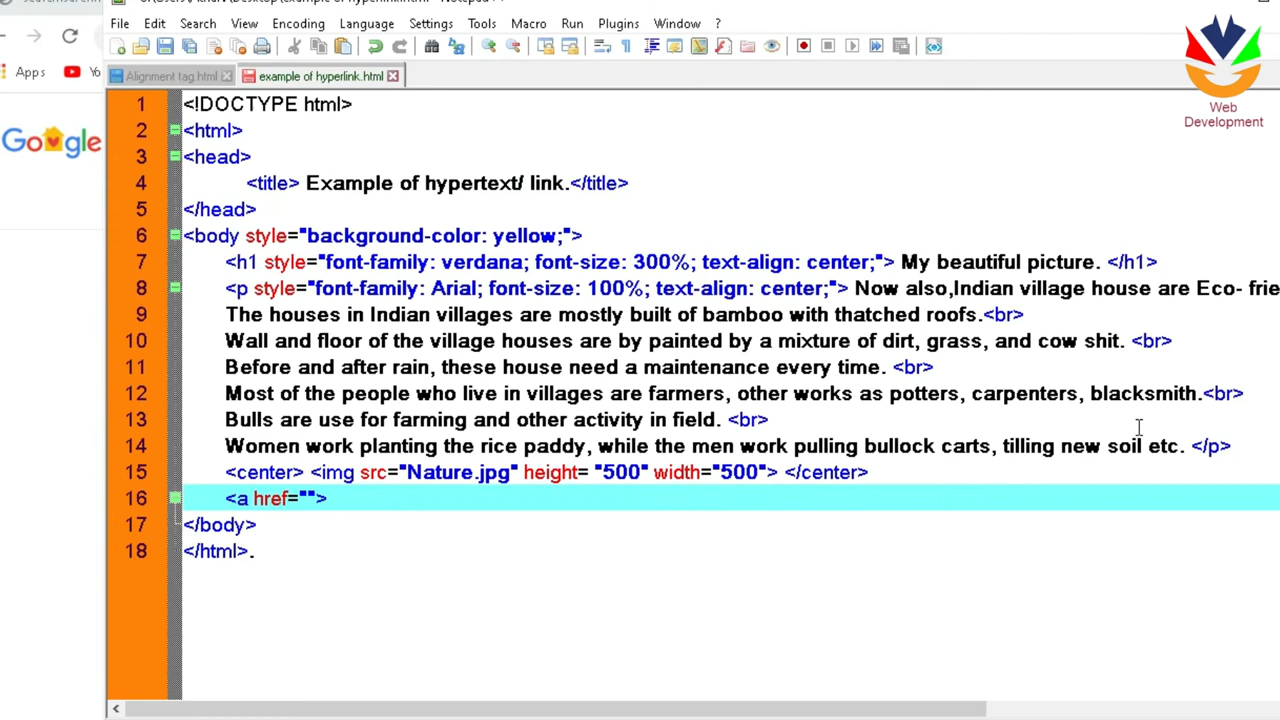 File Edit Search View Encoding Language Settings Tools Macro Run Plugins Window ?
Apps
Yo
Alignment tag.html
example of hyperlink.html
Google
Web
Development
1 <!DOCTYPE html>
2 <html>
3 <head>
4 <title> Example of hypertext/ link.</title>
5 </head>
6 <body style="background-color: yellow;">
7 <h1 style="font-family: verdana; font-size: 300%; text-align: center;"> My beautiful picture. </h1>
8 <p style="font-family: Arial; font-size: 100%; text-align: center;"> Now also,Indian village house are Eco- frie
9 The houses in Indian villages are mostly built of bamboo with thatched roofs.<br>
10 Wall and floor of the village houses are by painted by a mixture of dirt, grass, and cow shit. <br>
11 Before and after rain, these house need a maintenance every time. <br>
12 Most of the people who live in villages are farmers, other works as potters, carpenters, blacksmith.<br>
13 Bulls are use for farming and other activity in field. <br>
14 Women work planting the rice paddy, while the men work pulling bullock carts, tilling new soil etc. </p>
15 <center> <img src="Nature.jpg" height= "500" width="500"> </center>
16 <a href="">
17 </body>
18 </html>.